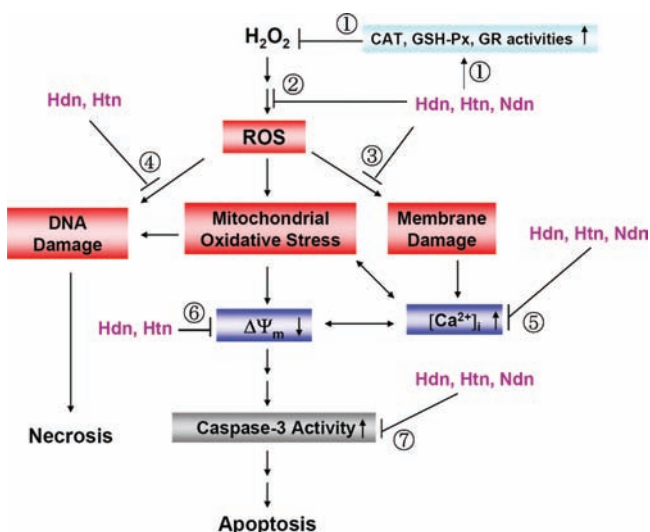 H₂O₂
①
CAT, GSH-Px, GR activities ↑
①
②
Hdn, Htn
Hdn, Htn, Ndn
ROS
③
④
DNA
Damage
Mitochondrial
Oxidative Stress
Membrane
Damage
Hdn, Htn, Ndn
⑥
Hdn, Htn
ΔΨm ↓
[Ca²⁺]i ↑
⑤
Hdn, Htn, Ndn
Necrosis
Caspase-3 Activity ↑
⑦
Apoptosis